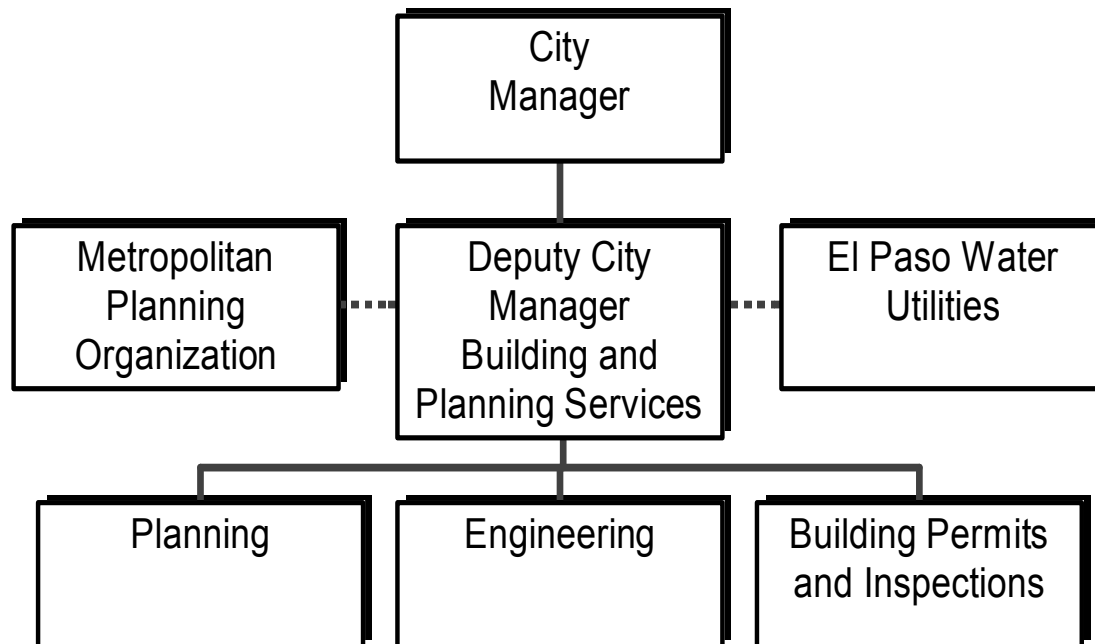 City
Manager
Metropolitan
Planning
Organization
Deputy City
Manager
Building and
Planning Services
El Paso Water
Utilities
Planning
Engineering
Building Permits
and Inspections